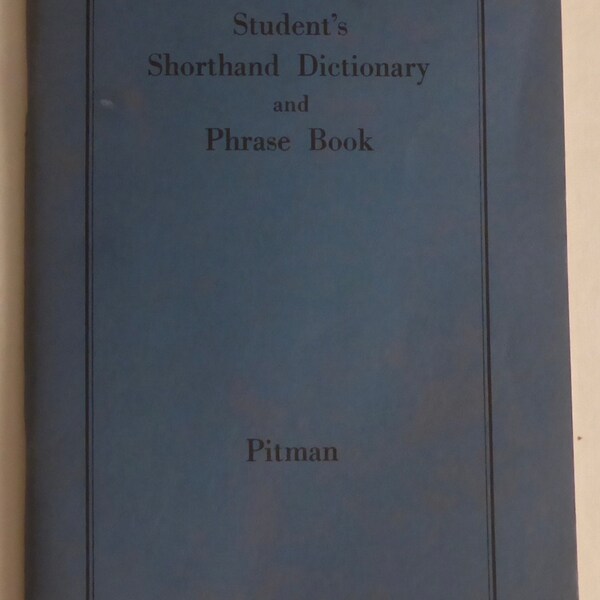 Student's
Shorthand Dictionary
and
Phrase Book
Pitman